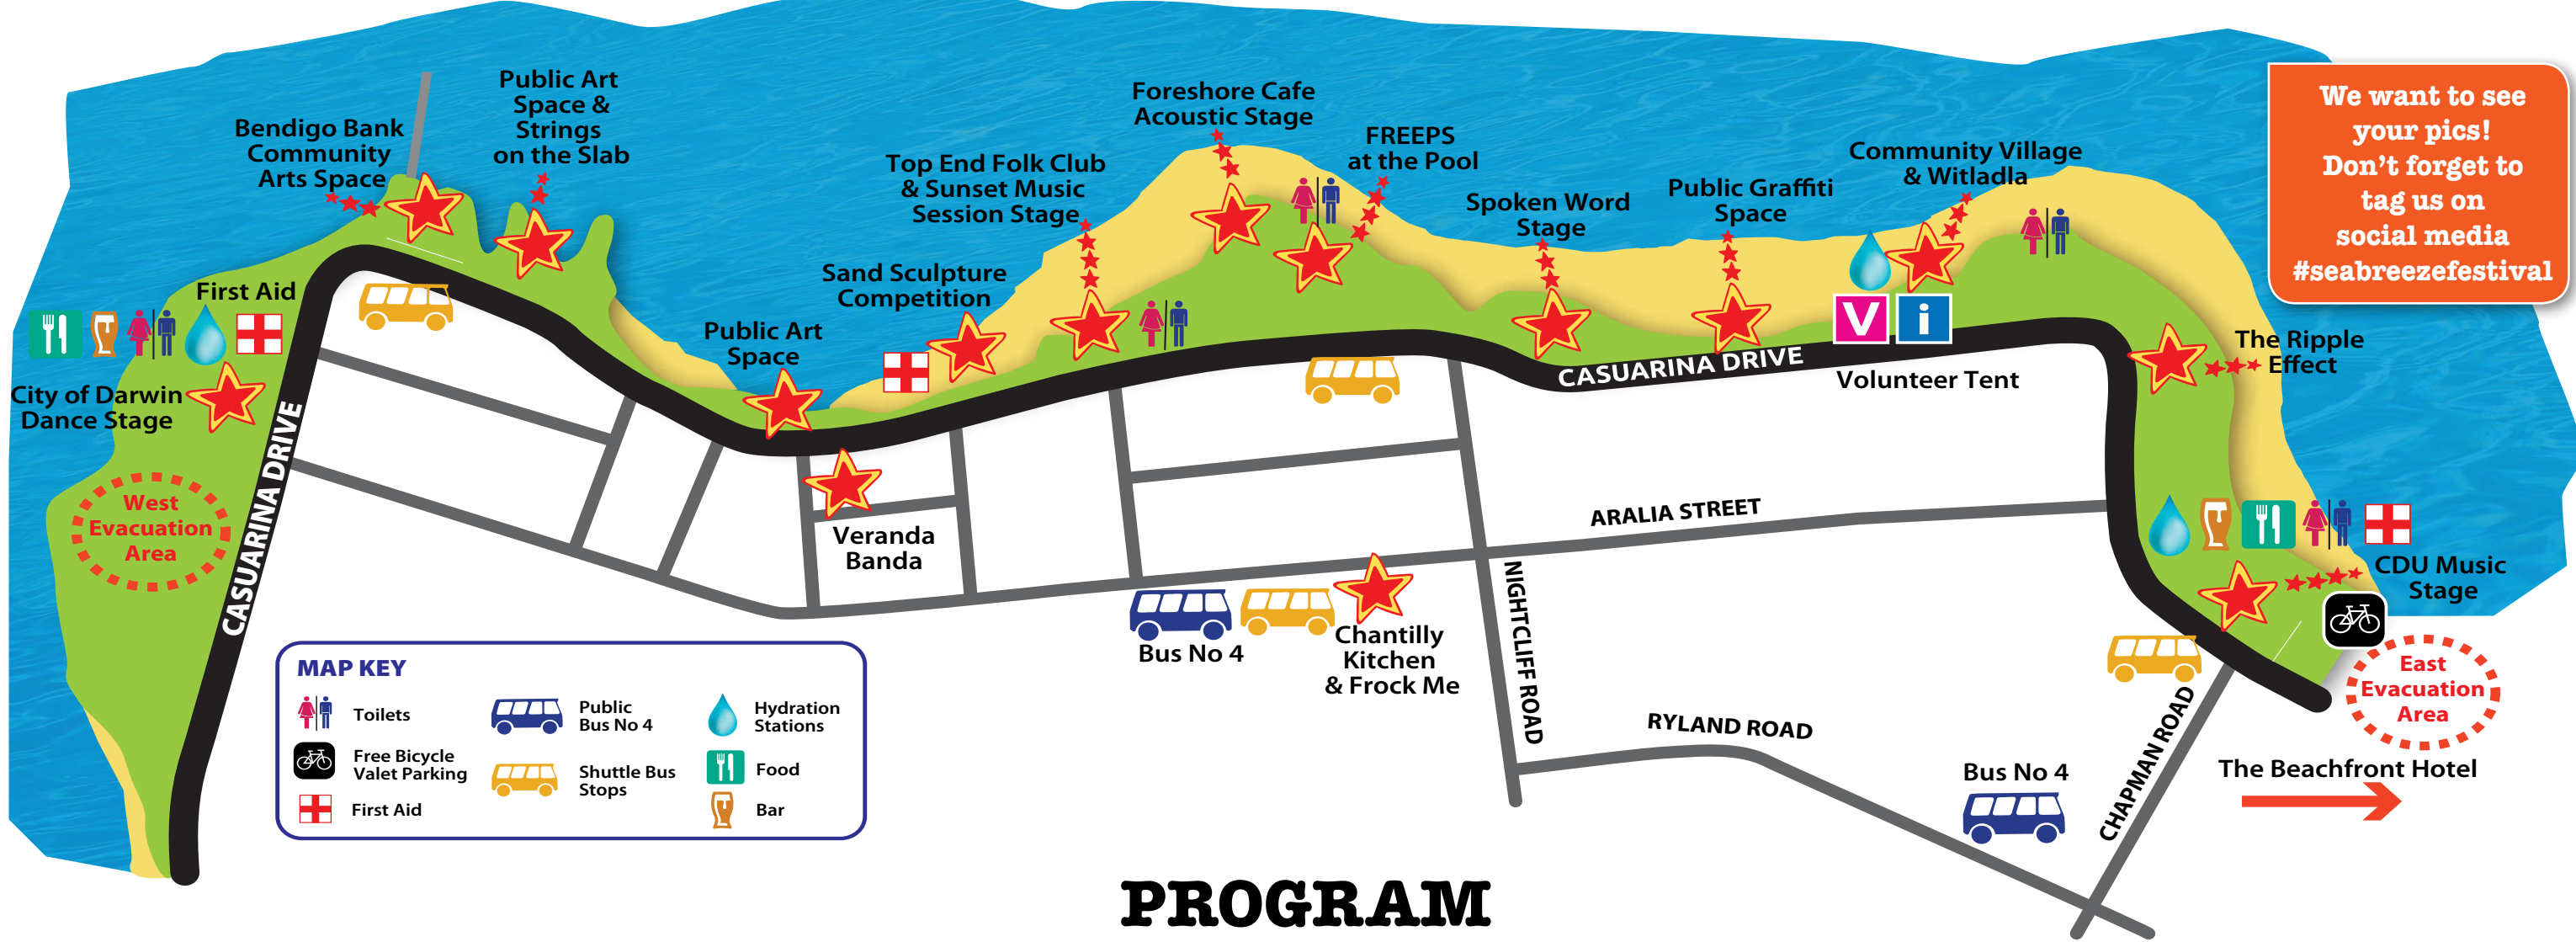 Public Art
Space &
Strings
on the Slab
Bendigo Bank
Community
Arts Space
Foreshore Cafe
Acoustic Stage
FREEPS
at the Pool
Top End Folk Club
& Sunset Music
Session Stage
Spoken Word
Stage
Public Graffiti
Space
Community Village
& Witladla
We want to see
your pics!
Don't forget to
tag us on
social media
#seabreezefestival
First Aid
Sand Sculpture
Competition
Public Art
Space
V
i
The Ripple
Effect
City of Darwin
Dance Stage
CASUARINA DRIVE
Volunteer Tent
West
Evacuation
Area
CASUARINA DRIVE
Veranda
Banda
ARALIA STREET
CDU Music
Stage
NIGHTCLIFF ROAD
Bus No 4
Chantilly
Kitchen
& Frock Me
East
Evacuation
Area
CHAPMAN ROAD
RYLAND ROAD
Bus No 4
The Beachfront Hotel
MAP KEY
Toilets
Free Bicycle
Valet Parking
First Aid
Public
Bus No 4
Shuttle Bus
Stops
Hydration
Stations
Food
Bar
PROGRAM